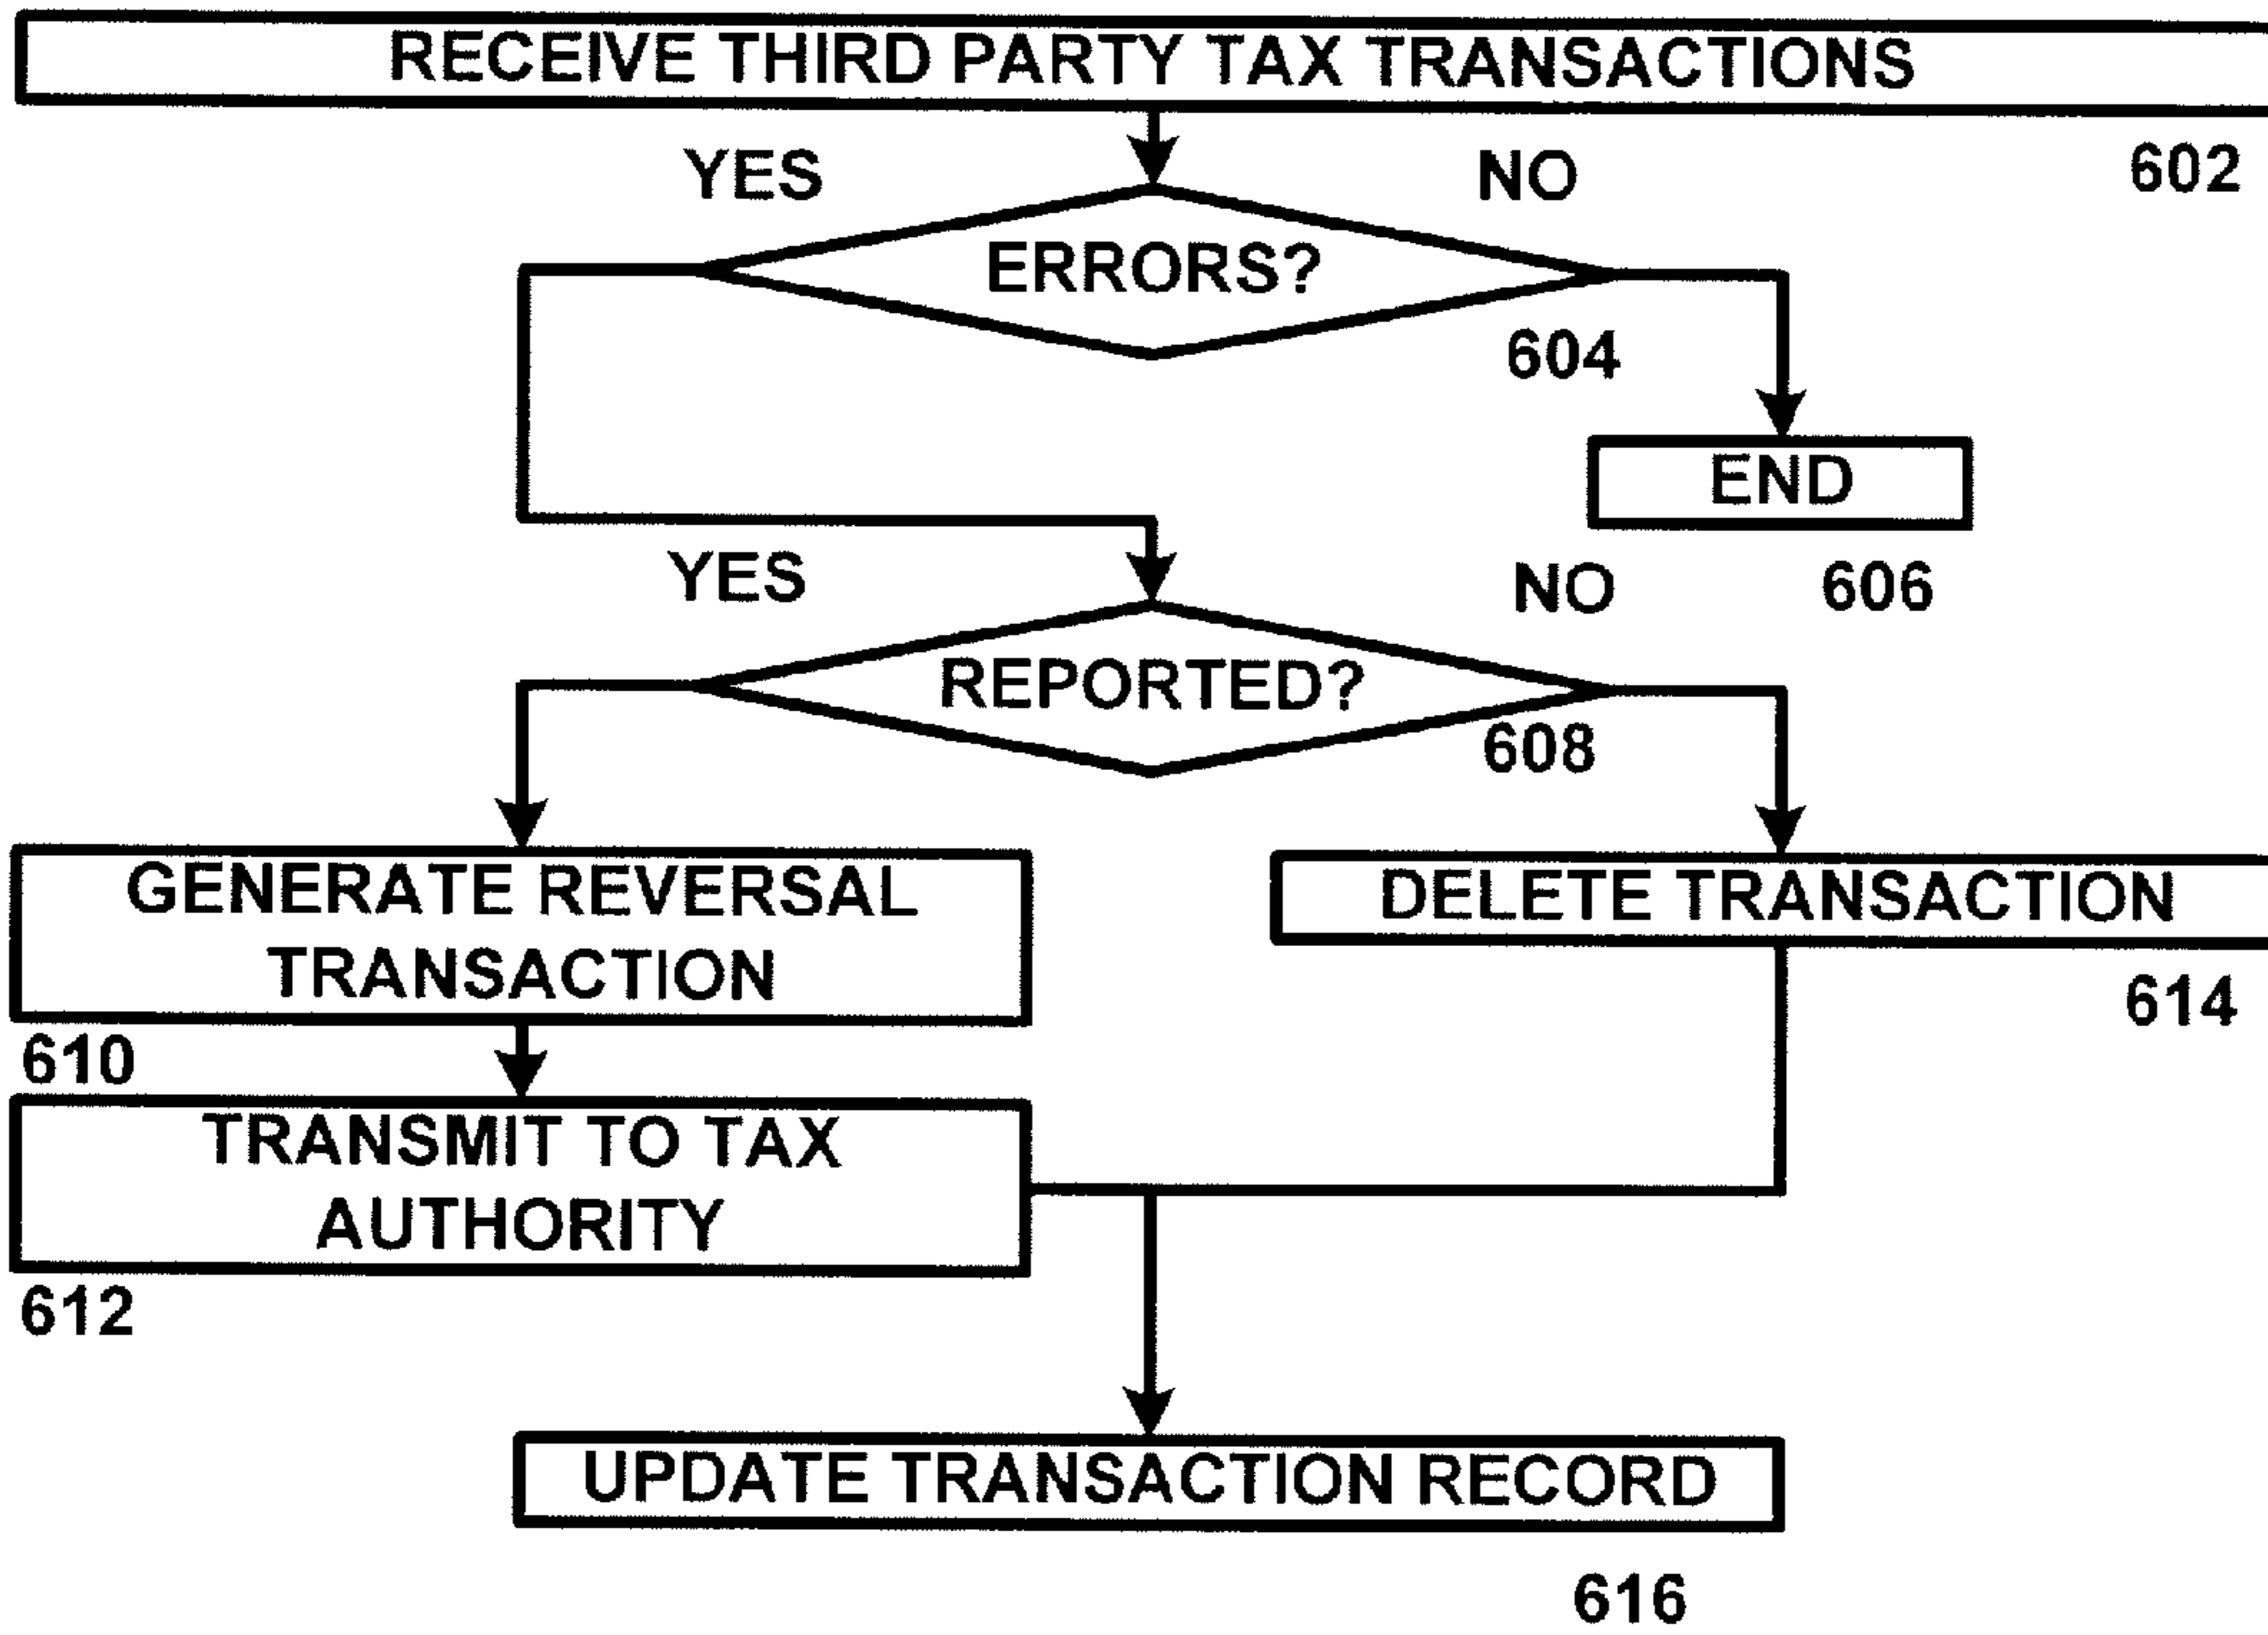 RECEIVE THIRD PARTY TAX TRANSACTIONS
602
YES
NO
ERRORS?
604
END
606
YES
NO
REPORTED?
608
GENERATE REVERSAL
TRANSACTION
610
DELETE TRANSACTION
614
TRANSMIT TO TAX
AUTHORITY
612
UPDATE TRANSACTION RECORD
616